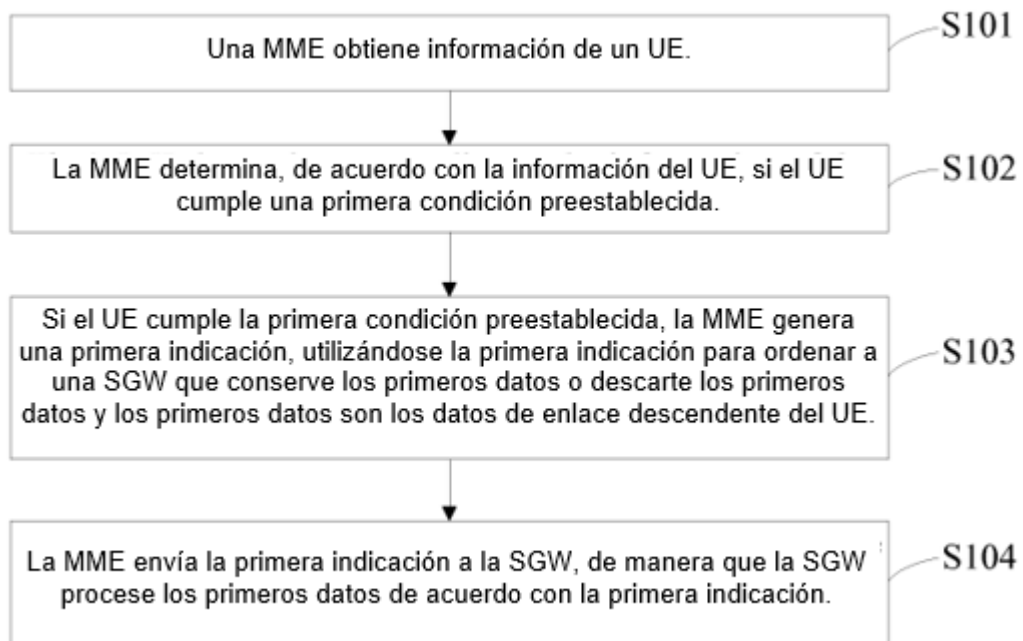 Una MME obtiene información de un UE.
S101
La MME determina, de acuerdo con la información del UE, si el UE
cumple una primera condición preestablecida.
S102
Si el UE cumple la primera condición preestablecida, la MME genera
una primera indicación, utilizándose la primera indicación para ordenar a
una SGW que conserve los primeros datos o descarte los primeros
datos y los primeros datos son los datos de enlace descendente del UE.
S103
La MME envía la primera indicación a la SGW, de manera que la SGW
procese los primeros datos de acuerdo con la primera indicación.
S104